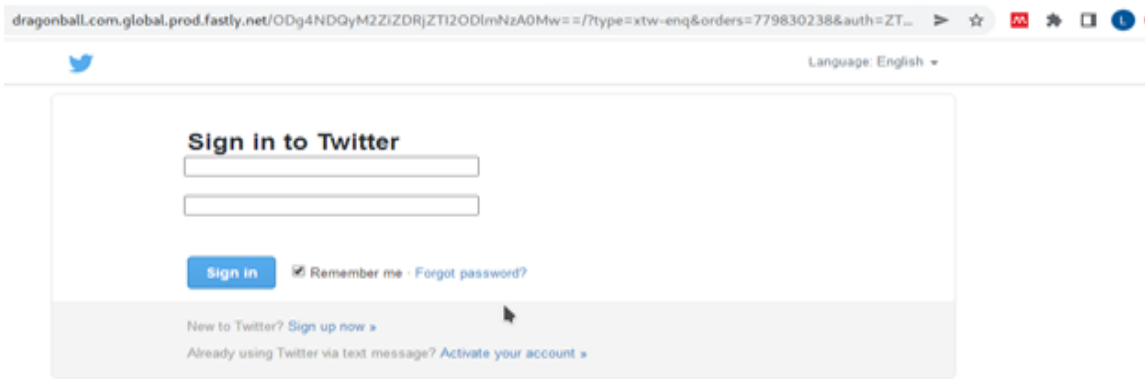 dragonball.com.global.prod.fastly.net/ODg4NDQyM2ZiZDRjZTI2ODlmNzA0Mw==/?type=xtw-enq&orders=779830238&auth=ZT...
L
Language: English
Sign in to Twitter
Sign in Remember me · Forgot password?
New to Twitter? Sign up now »
Already using Twitter via text message? Activate your account »